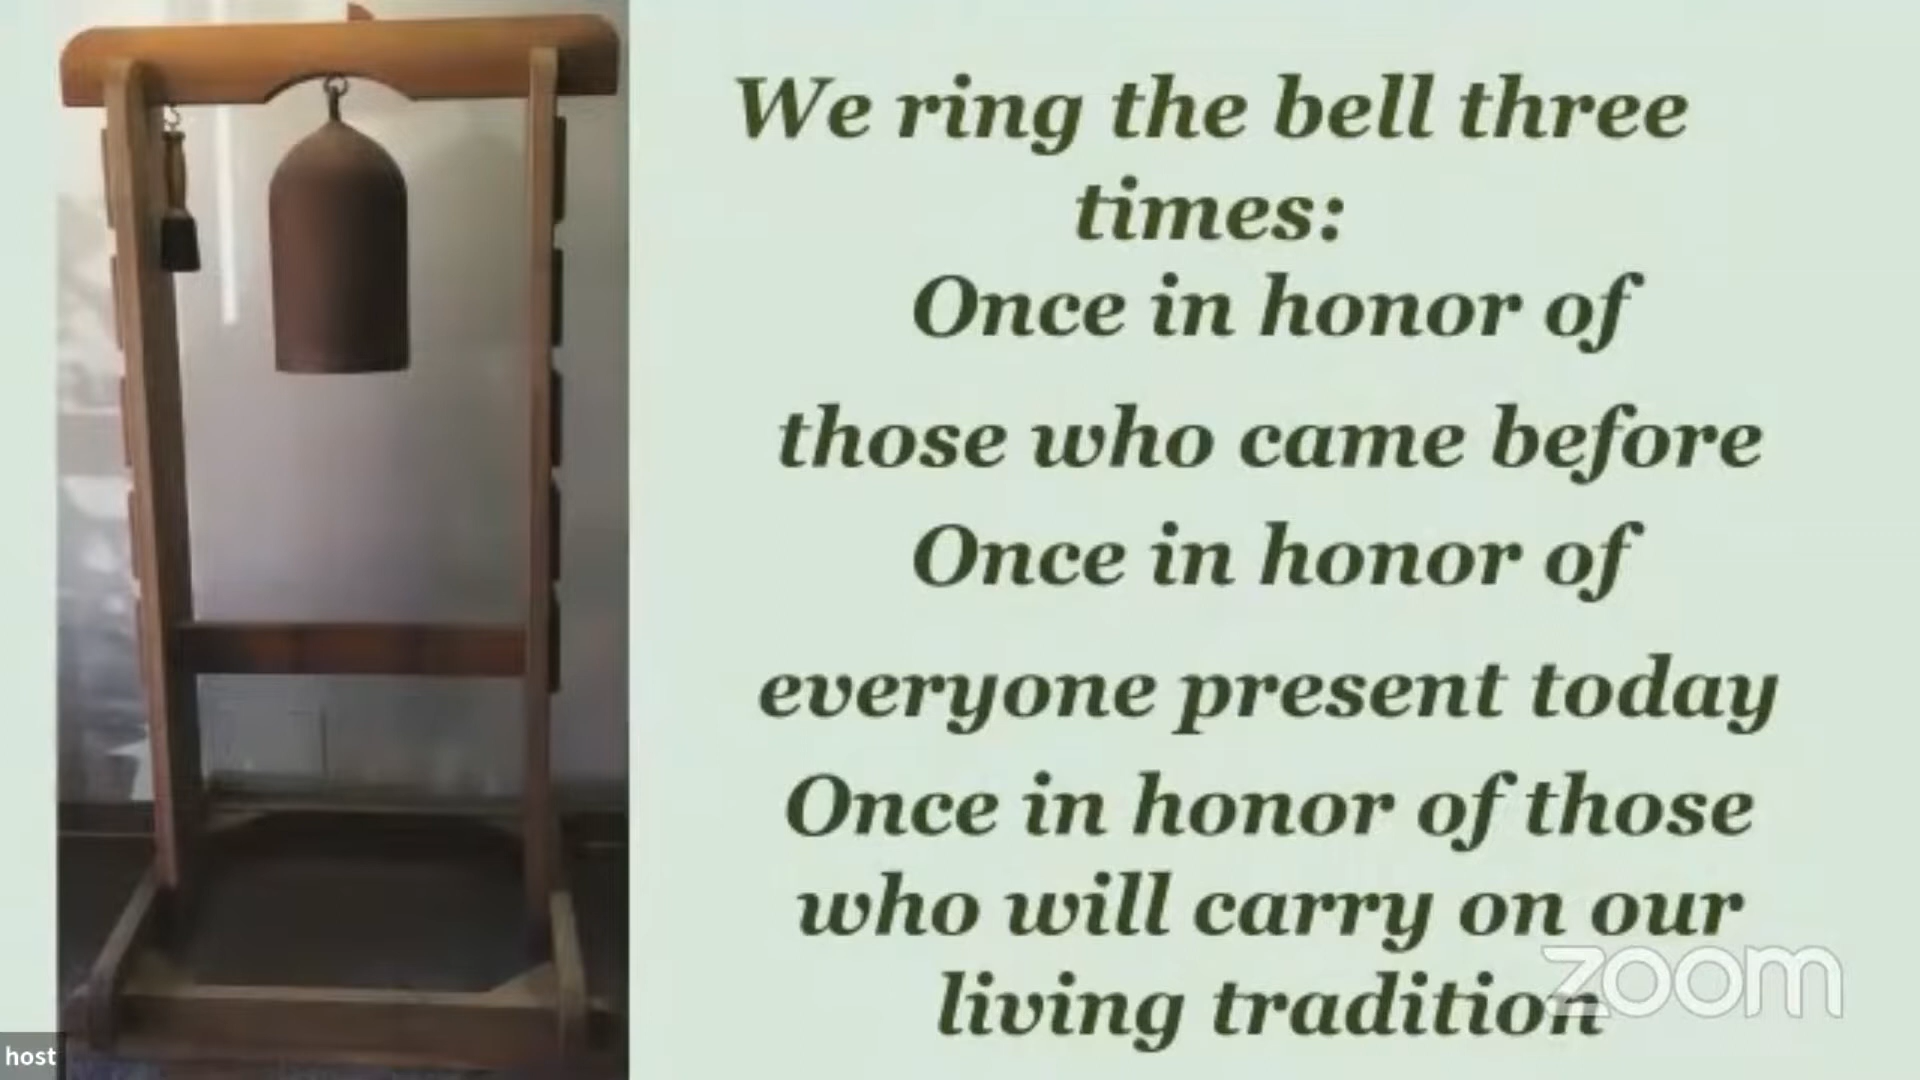 We ring the bell three
times:
Once in honor of
those who came before
Once in honor of
everyone present today
Once in honor of those
who will carry on our
living tradition
zoom
host